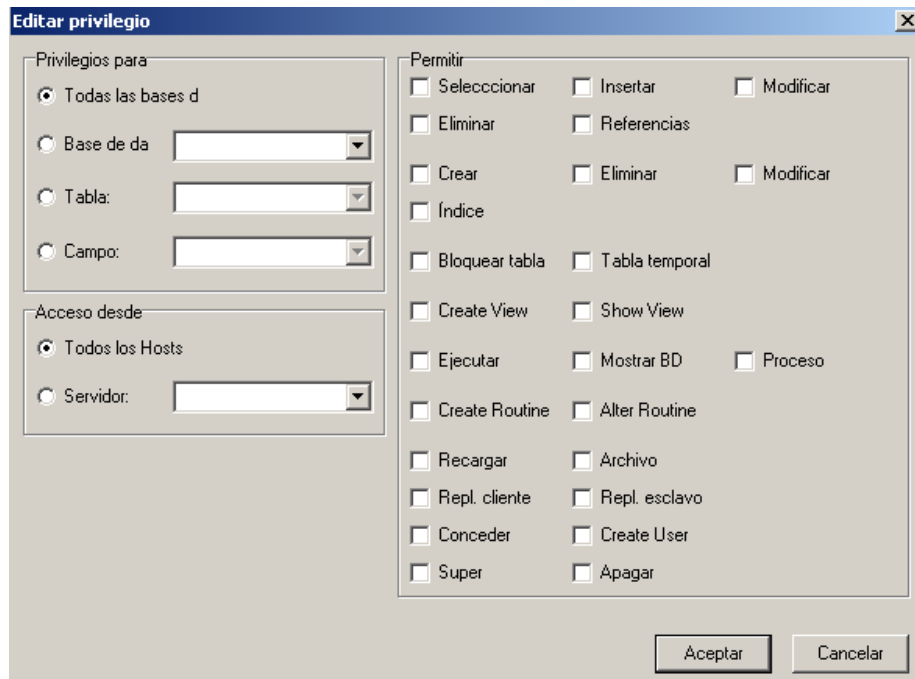 Editar privilegio
Privilegios para
Todas las bases d
Base de da
Tabla:
Campo:
Acceso desde
Todos los Hosts
Servidor:
Permitir
Selecccionar Insertar Modificar
Eliminar Referencias
Crear Eliminar Modificar
Índice
Bloquear tabla Tabla temporal
Create View Show View
Ejecutar Mostrar BD Proceso
Create Routine Alter Routine
Recargar Archivo
Repl. cliente Repl. esclavo
Conceder Create User
Super Apagar
Aceptar Cancelar